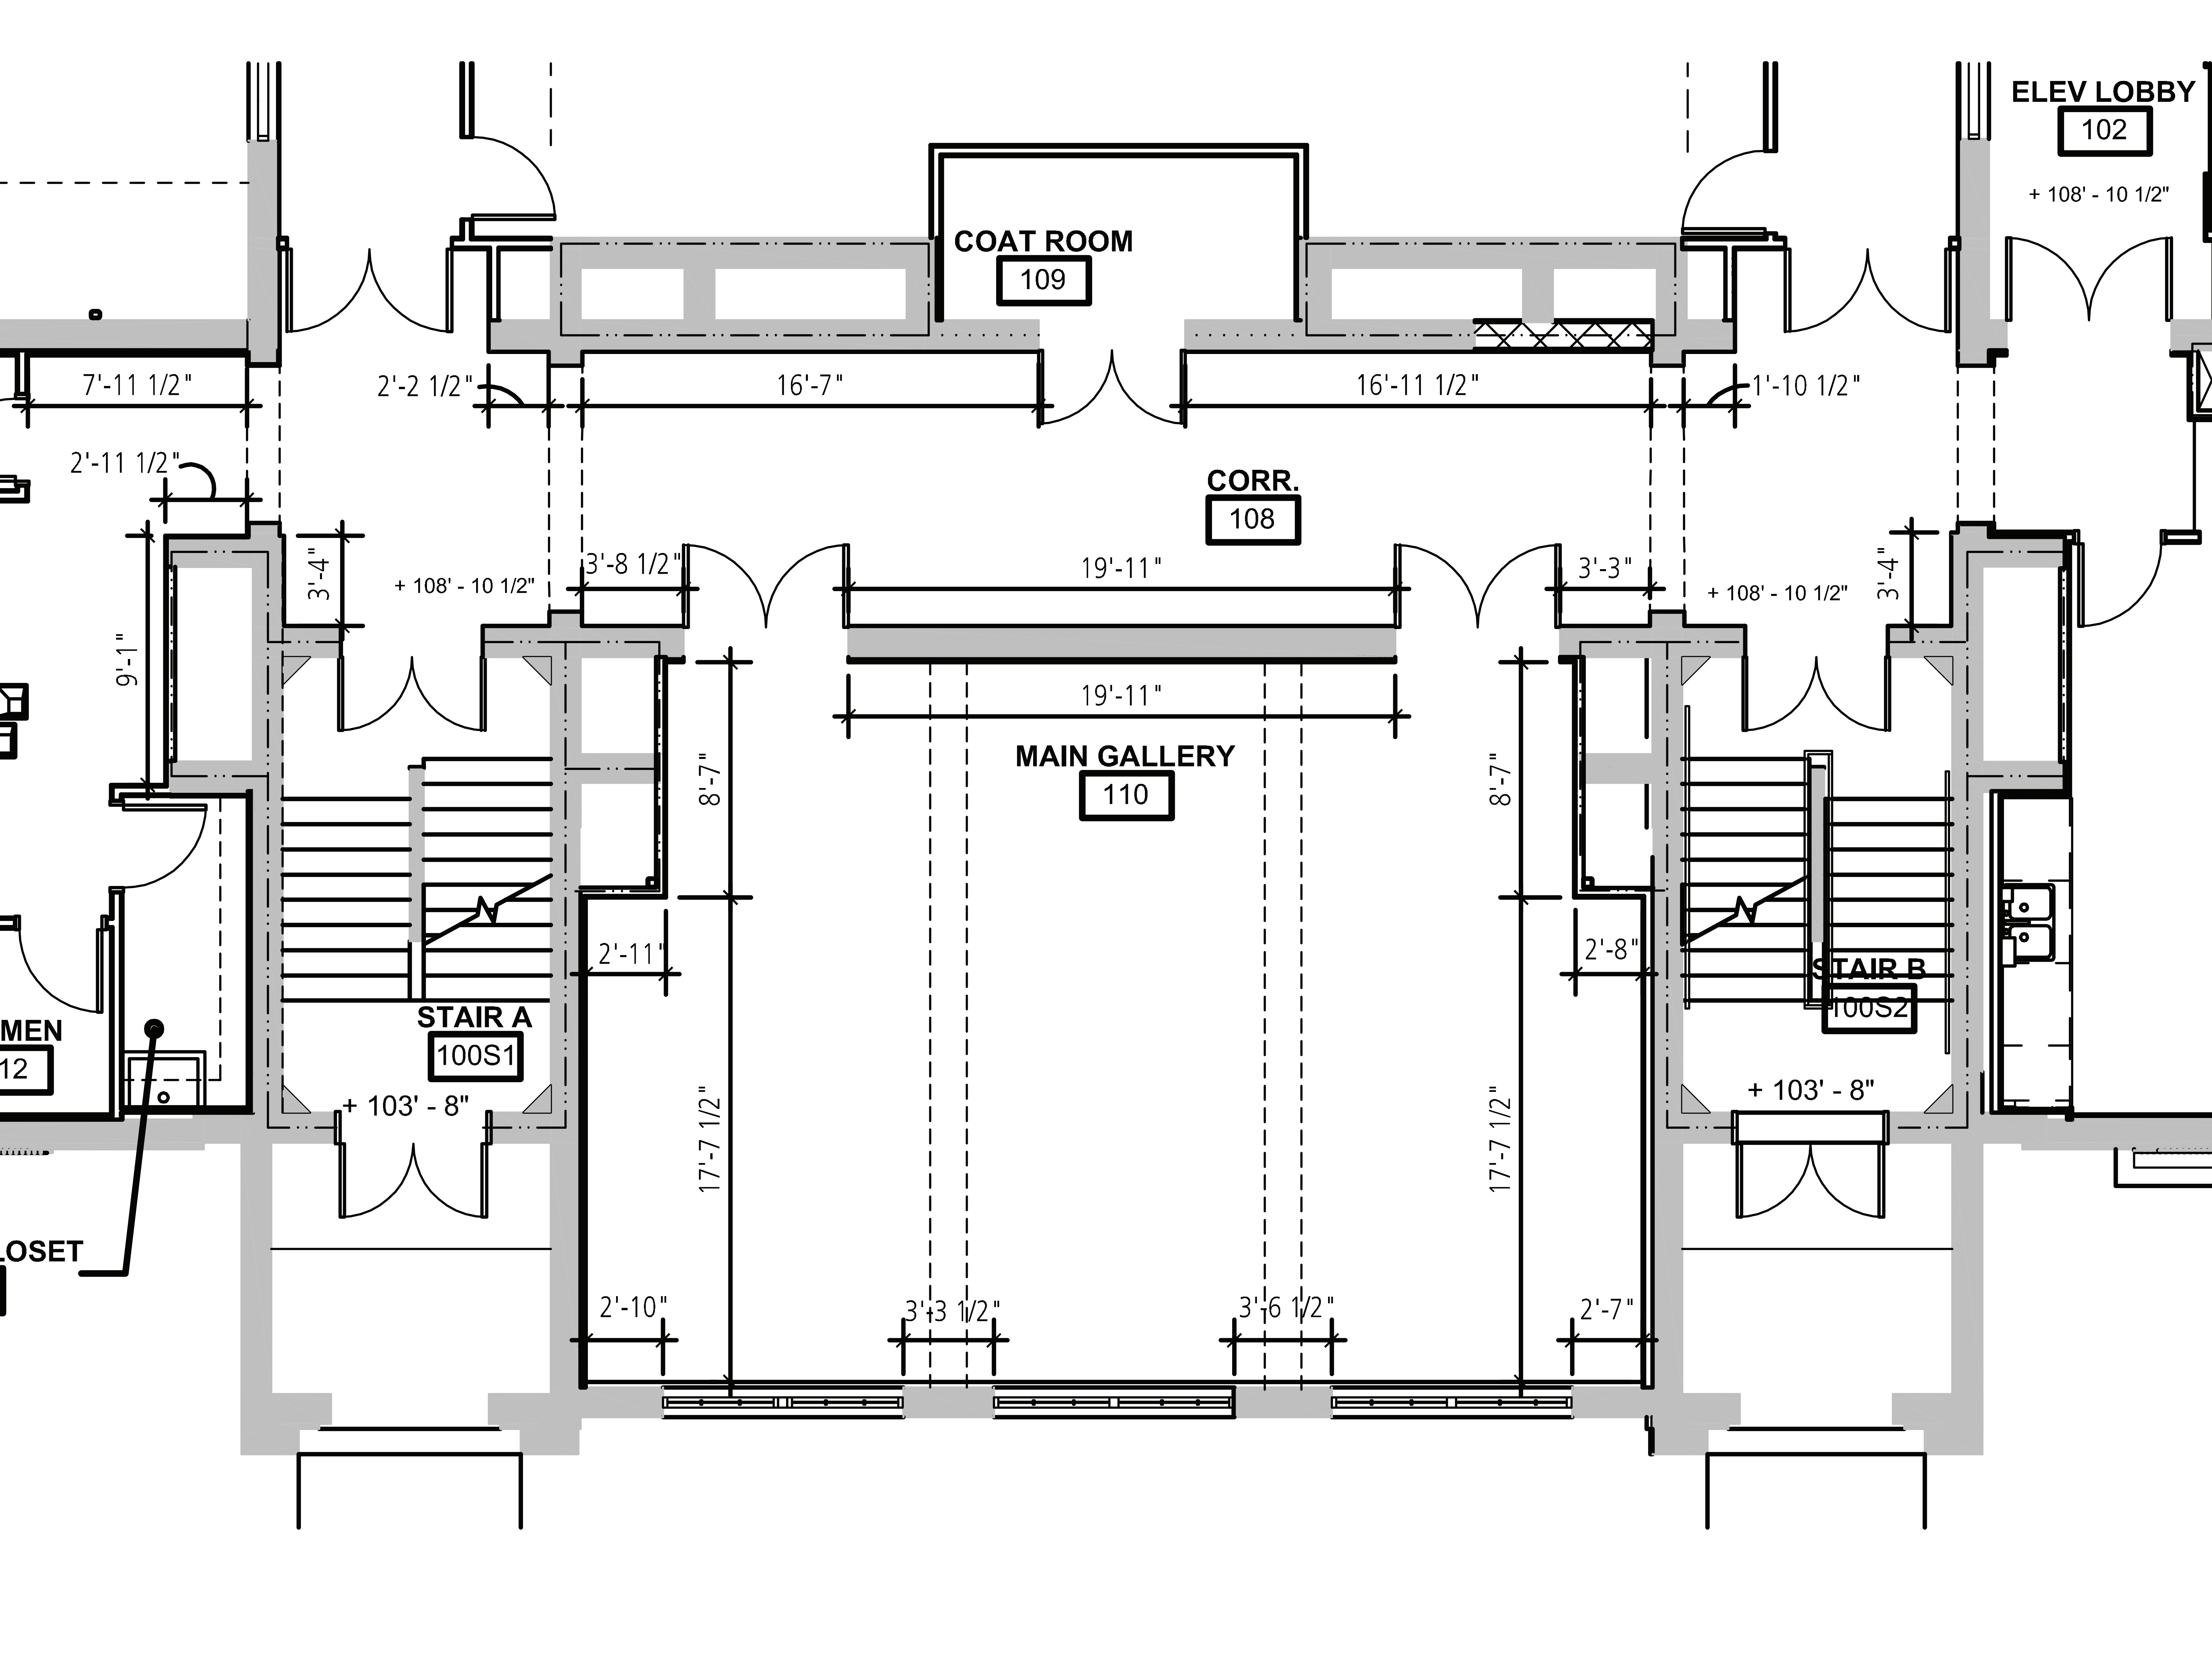 ELEV LOBBY
102
+ 108' - 10 1/2"
COAT ROOM
109
7'-11 1/2"
2'-2 1/2"
16'-7"
16'-11 1/2"
1'-10 1/2"
2'-11 1/2"
CORR.
108
3'-4"
+ 108' - 10 1/2"
3'-8 1/2"
19'-11"
3'-3"
+ 108' - 10 1/2"
3'-4"
9'-1"
19'-11"
MAIN GALLERY
110
8'-7"
8'-7"
2'-11"
2'-8"
STAIR B
100S2
STAIR A
100S1
MEN
12
+ 103' - 8"
+ 103' - 8"
17'-7 1/2"
17'-7 1/2"
LOSET
2'-10"
3'-3 1/2"
3'-6 1/2"
2'-7"